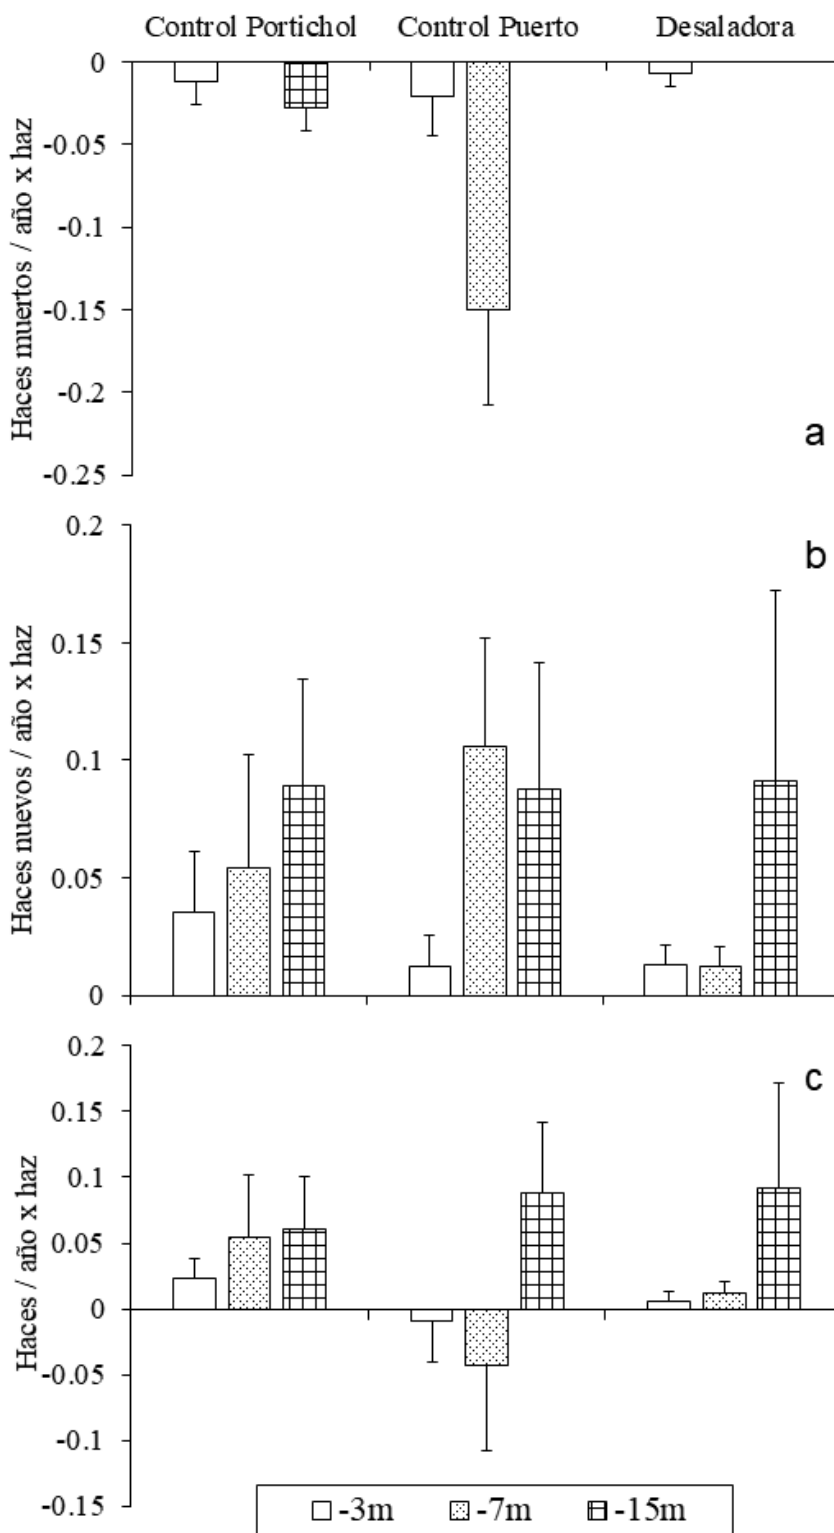 Control Portichol Control Puerto Desaladora
Haces muertos / año x haz
0
-0.05
-0.1
-0.15
-0.2
-0.25
a
Haces nuevos / año x haz
0.2
0.15
0.1
0.05
0
b
Haces / año x haz
0.2
0.15
0.1
0.05
0
-0.05
-0.1
-0.15
c
-3m -7m -15m